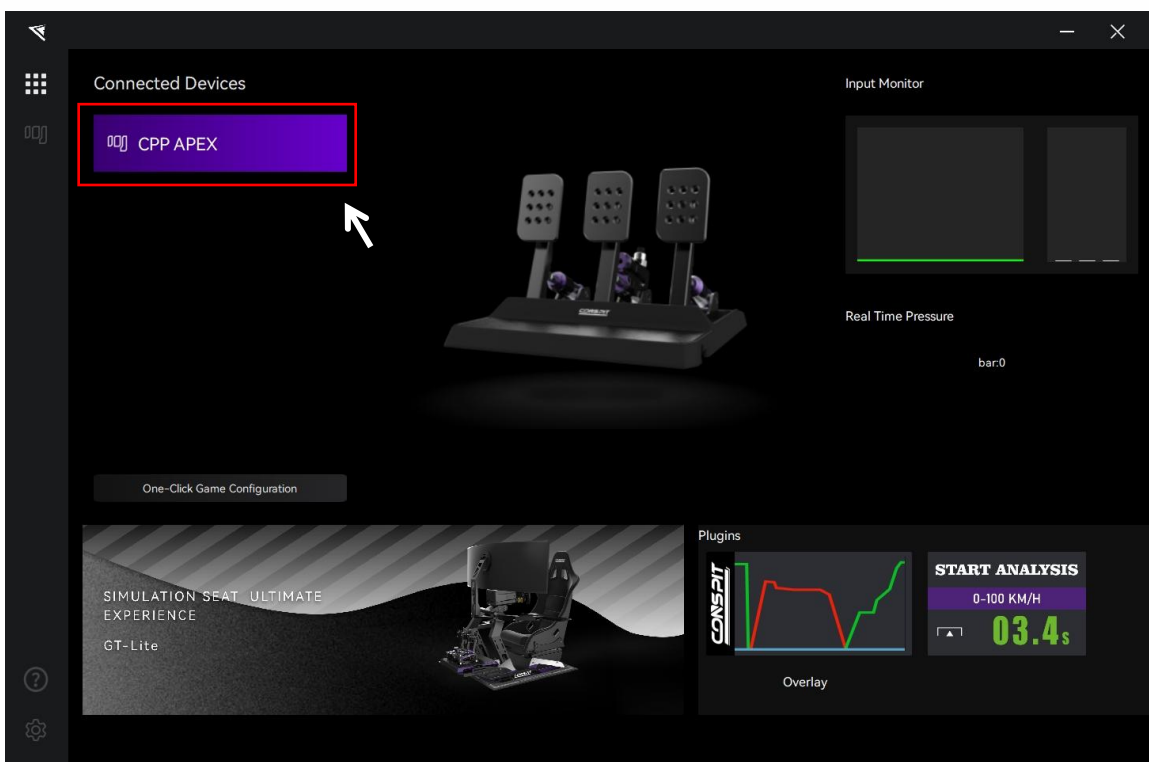 Connected Devices
CPP APEX
Input Monitor
CONSPIT
Real Time Pressure
bar:0
One-Click Game Configuration
SIMULATION SEAT ULTIMATE
EXPERIENCE
GT-Lite
Plugins
CONSPIT
START ANALYSIS
0-100 KM/H
03.4s
Overlay